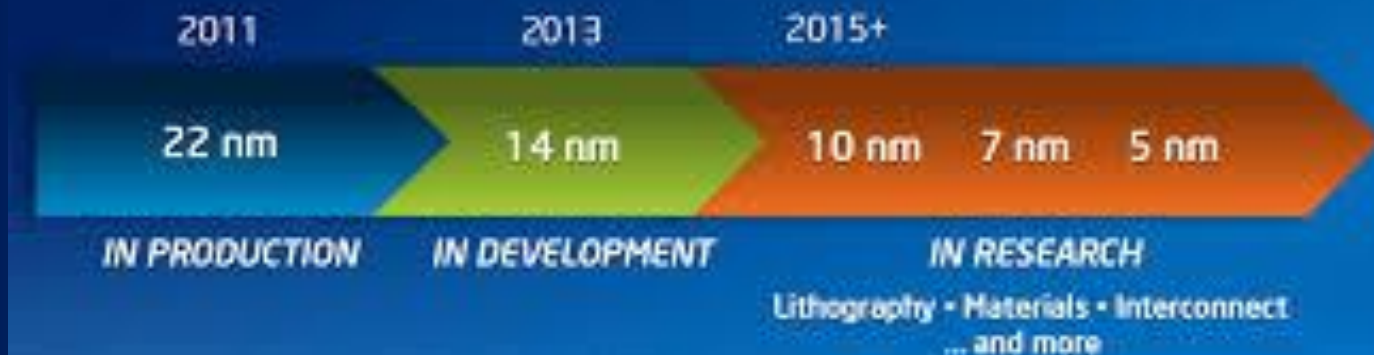 2011 2013 2015+
22 nm 14 nm 10 nm 7 nm 5 nm
IN PRODUCTION IN DEVELOPMENT IN RESEARCH
Lithography • Materials • Interconnect
... and more